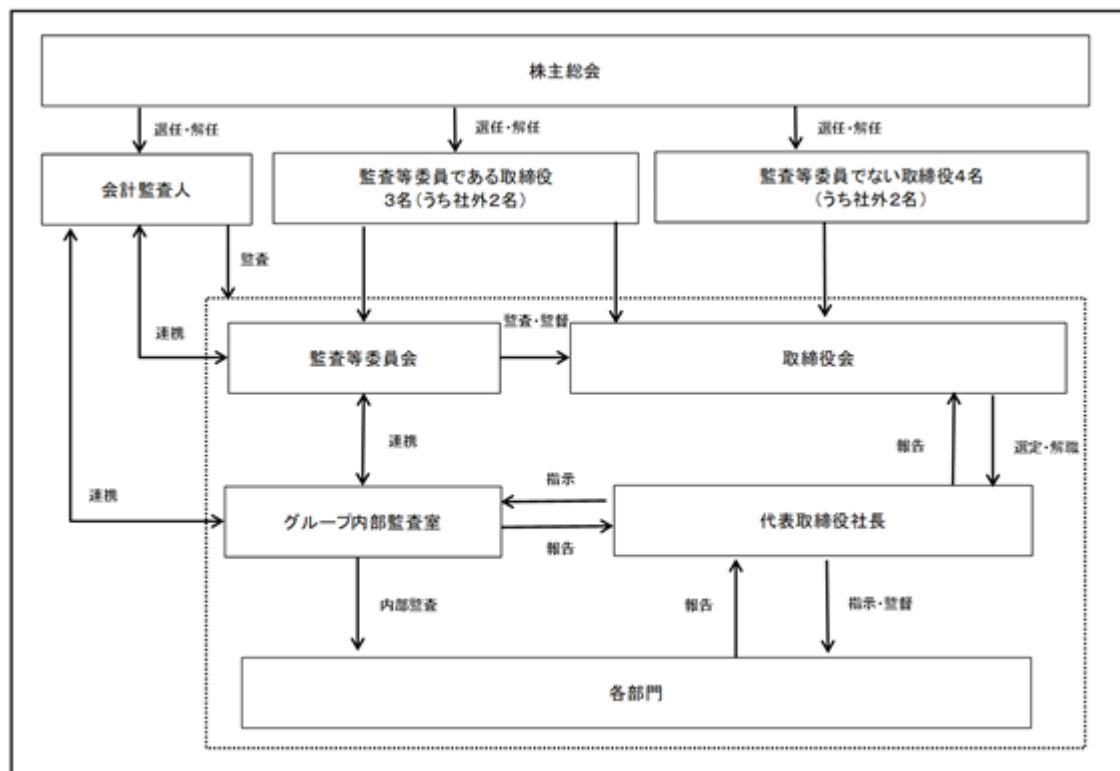 株主総会
選任・解任
選任・解任
選任・解任
会計監査人
監査等委員である取締役
3名(うち社外2名)
監査等委員でない取締役4名
(うち社外2名)
監査
連携
監査等委員会
監査・監督
取締役会
連携
報告
選定・解職
連携
グループ内部監査室
指示
報告
代表取締役社長
内部監査
報告
指示・監督
各部門